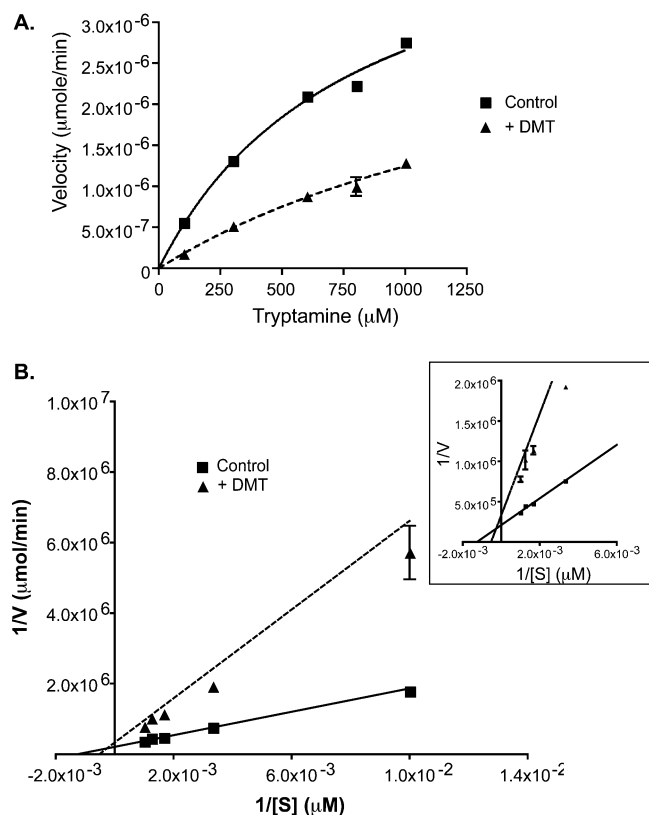 A.
3.0x10-6
2.5x10-6
2.0x10-6
1.5x10-6
1.0x10-6
5.0x10-7
0
Velocity (μmole/min)
0 250 500 750 1000 1250
Tryptamine (μM)
Control
+ DMT
B.
1.0x107
8.0x106
6.0x106
4.0x106
2.0x106
1/V (μmol/min)
-2.0x10-3 2.0x10-3 6.0x10-3 1.0x10-2 1.4x10-2
1/[S] (μM)
Control
+ DMT
2.0x106
1.5x106
1.0x106
5.0x105
1/V
-2.0x10-3 2.0x10-3 6.0x10-3
1/[S] (μM)